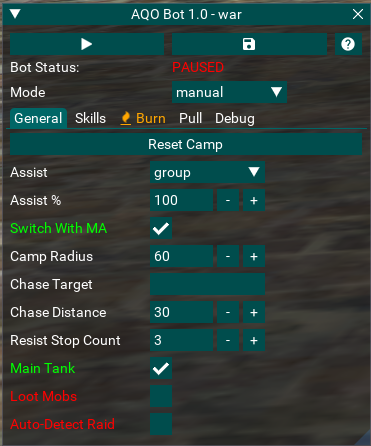 AQO Bot 1.0 - war
Bot Status: PAUSED
Mode manual
General Skills Burn Pull Debug
Reset Camp
Assist group
Assist % 100 - +
Switch With MA
Camp Radius 60 - +
Chase Target
Chase Distance 30 - +
Resist Stop Count 3 - +
Main Tank
Loot Mobs
Auto-Detect Raid